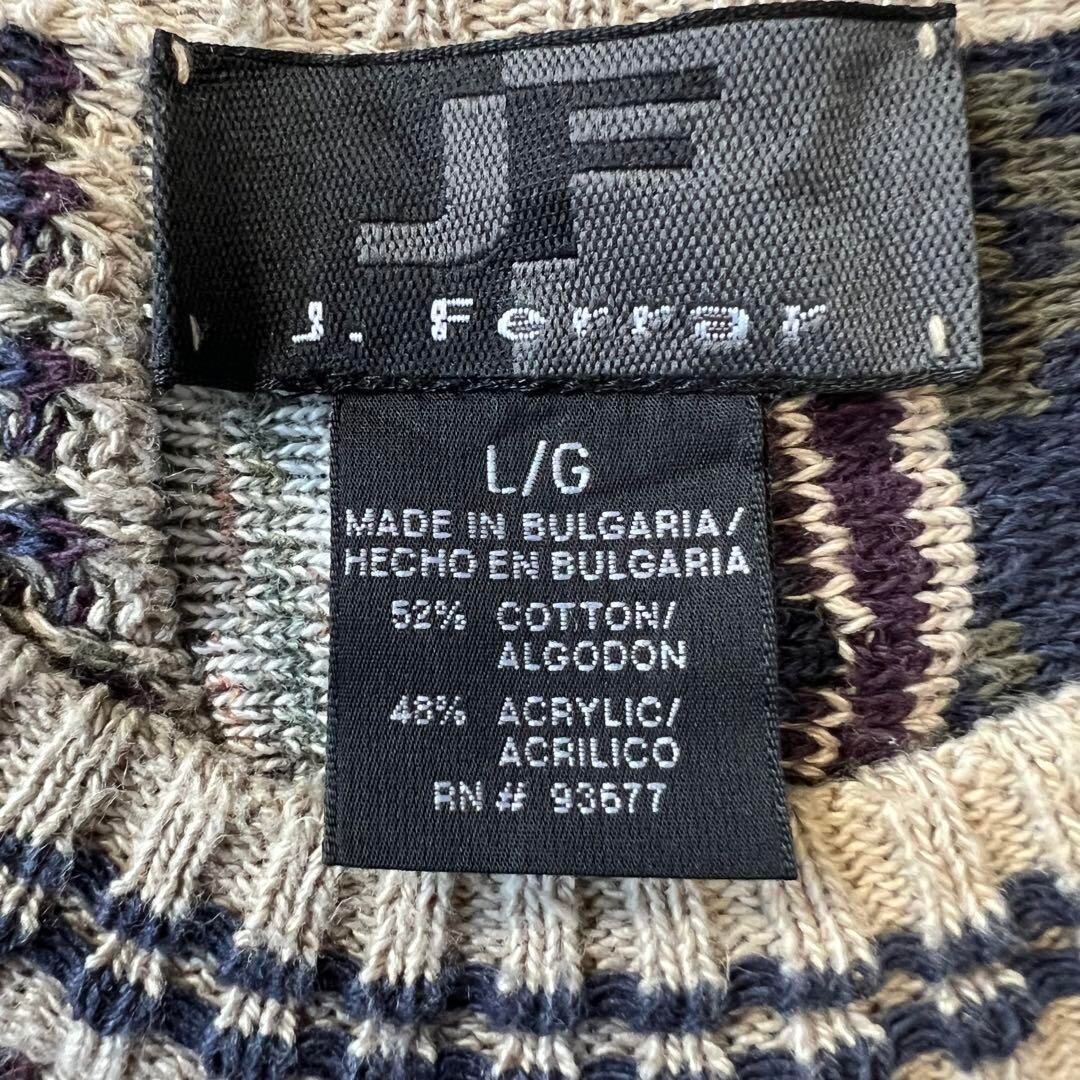 JF
J. Ferrar
L/G
MADE IN BULGARIA/
HECHO EN BULGARIA
52% COTTON/
ALGODON
48% ACRYLIC/
ACRILICO
RN # 93677